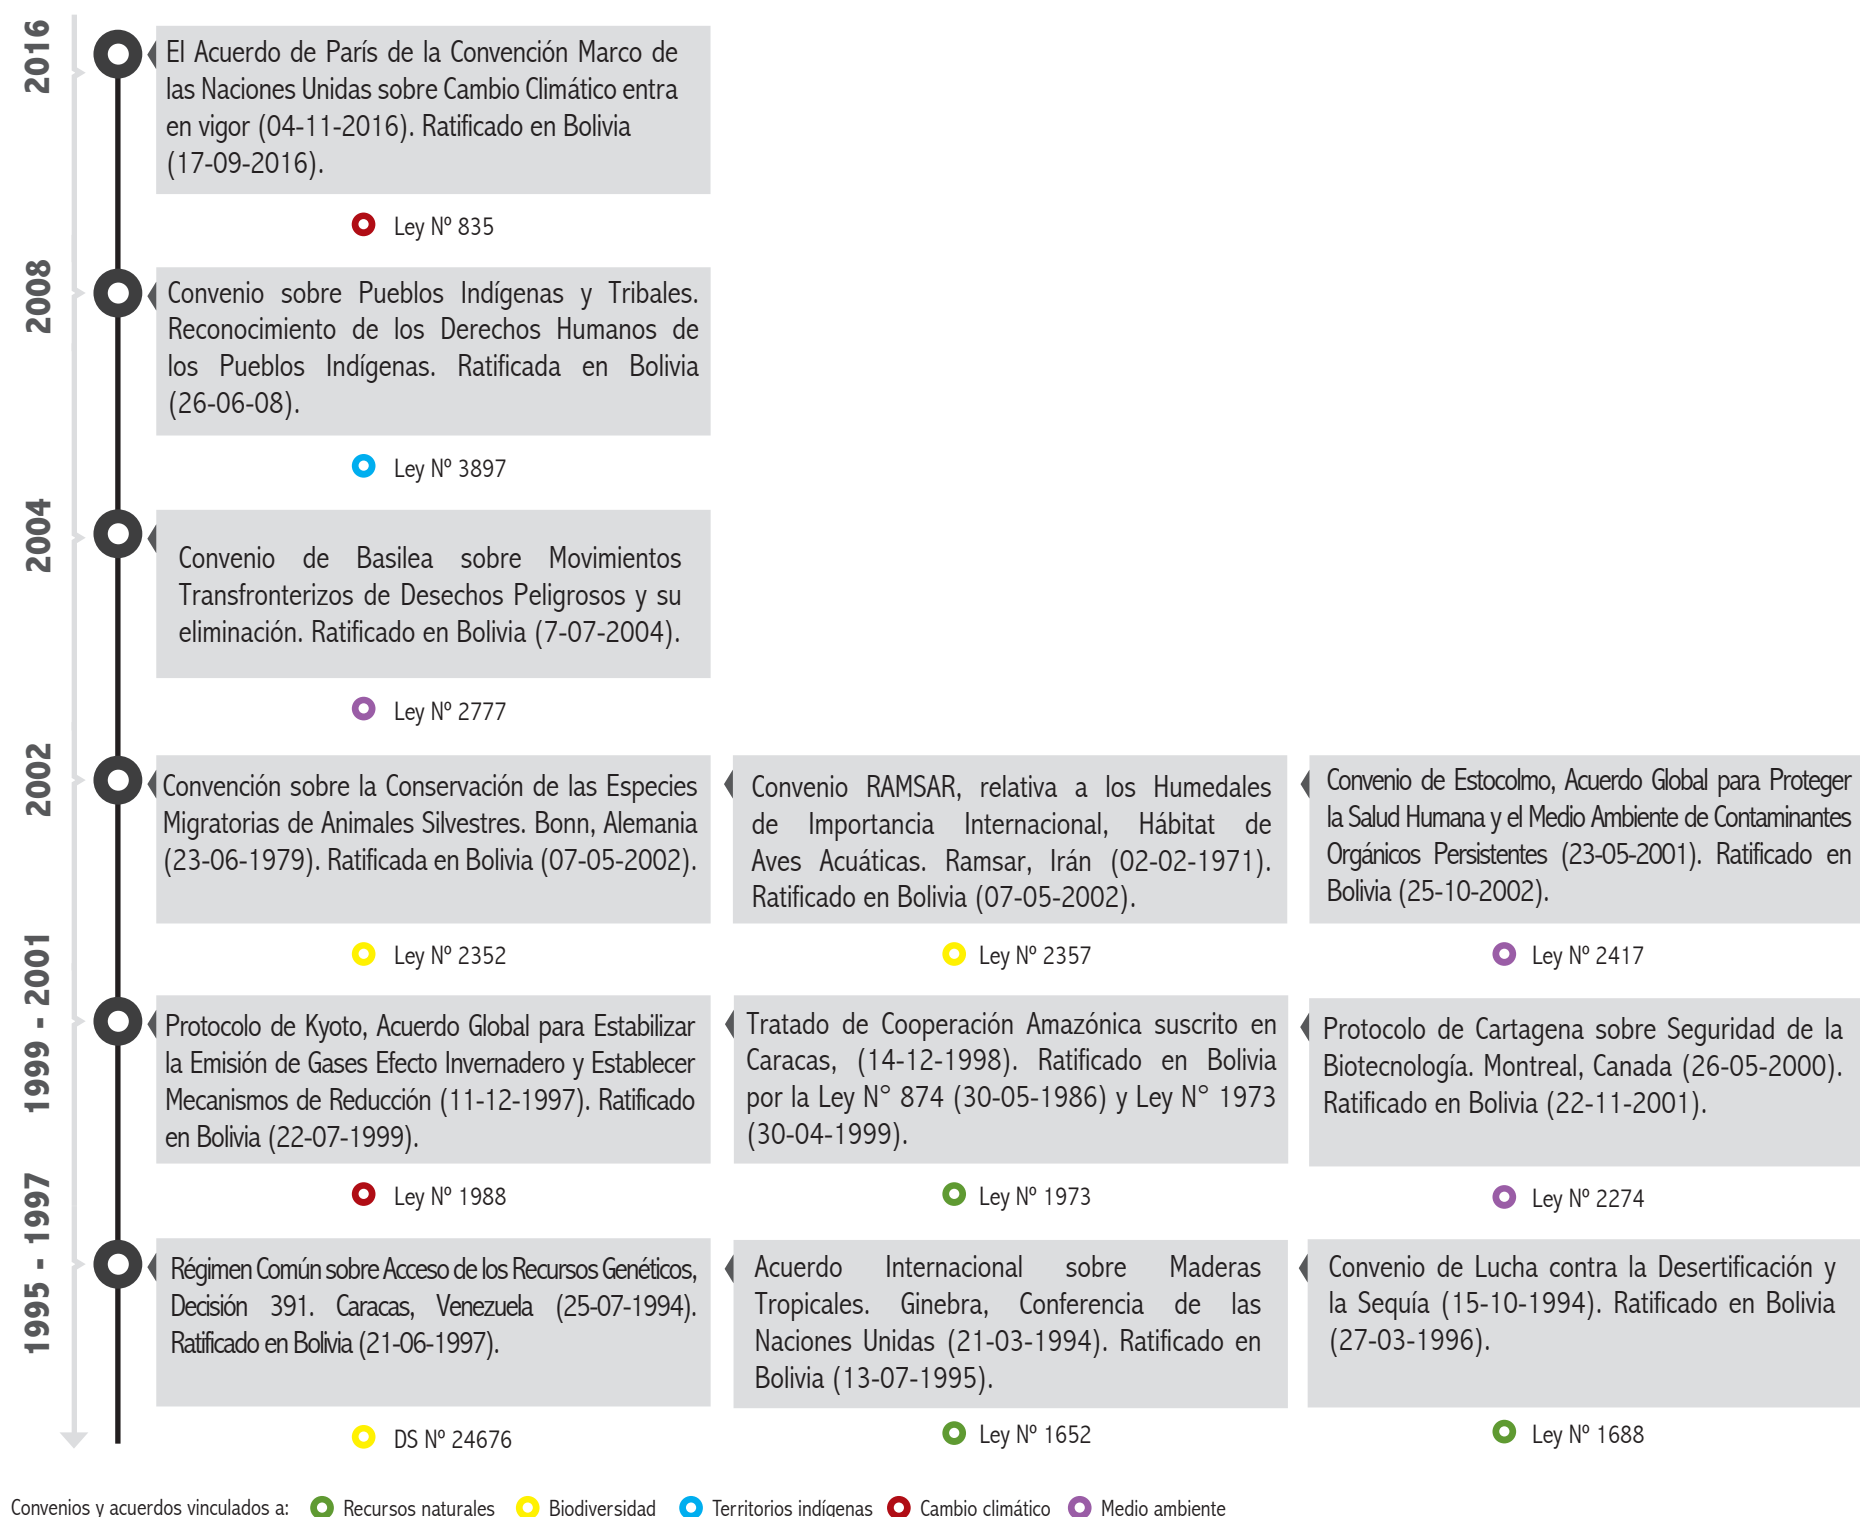 2016
El Acuerdo de París de la Convención Marco de
las Naciones Unidas sobre Cambio Climático entra
en vigor (04-11-2016). Ratificado en Bolivia
(17-09-2016).
Ley Nº 835
2008
Convenio sobre Pueblos Indígenas y Tribales.
Reconocimiento de los Derechos Humanos de
los Pueblos Indígenas. Ratificada en Bolivia
(26-06-08).
Ley Nº 3897
2004
Convenio de Basilea sobre Movimientos
Transfronterizos de Desechos Peligrosos y su
eliminación. Ratificado en Bolivia (7-07-2004).
Ley Nº 2777
2002
Convención sobre la Conservación de las Especies
Migratorias de Animales Silvestres. Bonn, Alemania
(23-06-1979). Ratificada en Bolivia (07-05-2002).
Ley Nº 2352
Convenio RAMSAR, relativa a los Humedales
de Importancia Internacional, Hábitat de
Aves Acuáticas. Ramsar, Irán (02-02-1971).
Ratificado en Bolivia (07-05-2002).
Ley Nº 2357
Convenio de Estocolmo, Acuerdo Global para Proteger
la Salud Humana y el Medio Ambiente de Contaminantes
Orgánicos Persistentes (23-05-2001). Ratificado en
Bolivia (25-10-2002).
Ley Nº 2417
1999 - 2001
Protocolo de Kyoto, Acuerdo Global para Estabilizar
la Emisión de Gases Efecto Invernadero y Establecer
Mecanismos de Reducción (11-12-1997). Ratificado
en Bolivia (22-07-1999).
Ley Nº 1988
Tratado de Cooperación Amazónica suscrito en
Caracas, (14-12-1998). Ratificado en Bolivia
por la Ley N° 874 (30-05-1986) y Ley N° 1973
(30-04-1999).
Ley Nº 1973
Protocolo de Cartagena sobre Seguridad de la
Biotecnología. Montreal, Canada (26-05-2000).
Ratificado en Bolivia (22-11-2001).
Ley Nº 2274
1995 - 1997
Régimen Común sobre Acceso de los Recursos Genéticos,
Decisión 391. Caracas, Venezuela (25-07-1994).
Ratificado en Bolivia (21-06-1997).
DS Nº 24676
Acuerdo Internacional sobre Maderas
Tropicales. Ginebra, Conferencia de las
Naciones Unidas (21-03-1994). Ratificado en
Bolivia (13-07-1995).
Ley Nº 1652
Convenio de Lucha contra la Desertificación y
la Sequía (15-10-1994). Ratificado en Bolivia
(27-03-1996).
Ley Nº 1688
Convenios y acuerdos vinculados a: Recursos naturales Biodiversidad Territorios indígenas Cambio climático Medio ambiente